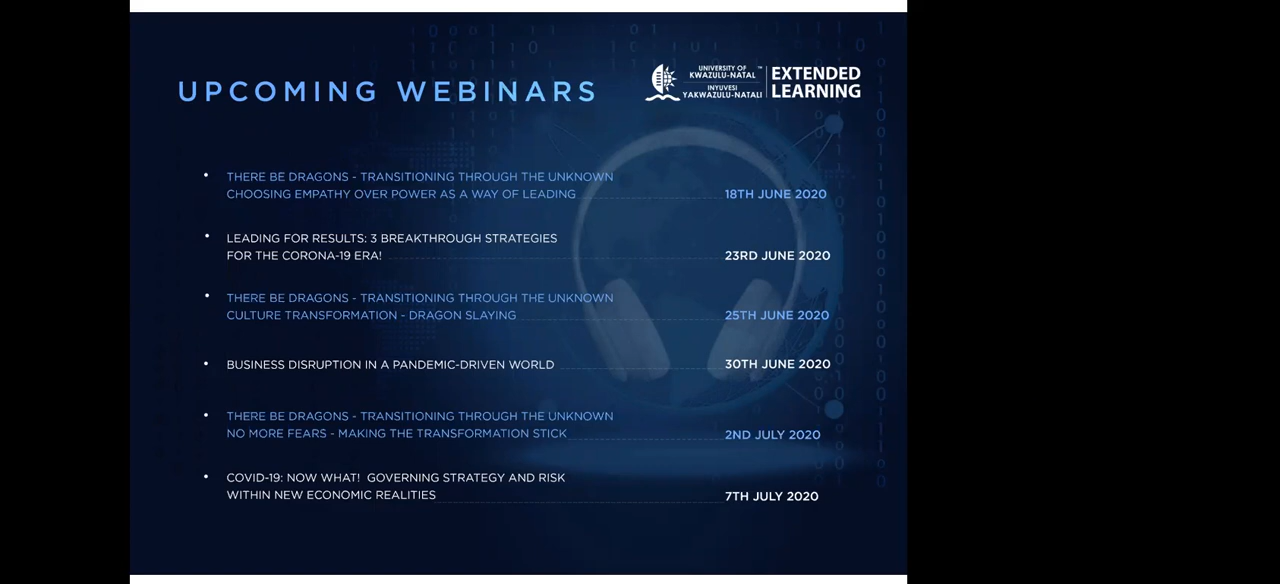 UPCOMING WEBINARS
UNIVERSITY OF
KWAZULU-NATAL™
INYUVESI
YAKWAZULU-NATALI
EXTENDED
LEARNING
• THERE BE DRAGONS - TRANSITIONING THROUGH THE UNKNOWN
CHOOSING EMPATHY OVER POWER AS A WAY OF LEADING 18TH JUNE 2020
• LEADING FOR RESULTS: 3 BREAKTHROUGH STRATEGIES
FOR THE CORONA-19 ERA! 23RD JUNE 2020
• THERE BE DRAGONS - TRANSITIONING THROUGH THE UNKNOWN
CULTURE TRANSFORMATION - DRAGON SLAYING 25TH JUNE 2020
• BUSINESS DISRUPTION IN A PANDEMIC-DRIVEN WORLD 30TH JUNE 2020
• THERE BE DRAGONS - TRANSITIONING THROUGH THE UNKNOWN
NO MORE FEARS - MAKING THE TRANSFORMATION STICK 2ND JULY 2020
• COVID-19: NOW WHAT! GOVERNING STRATEGY AND RISK
WITHIN NEW ECONOMIC REALITIES 7TH JULY 2020